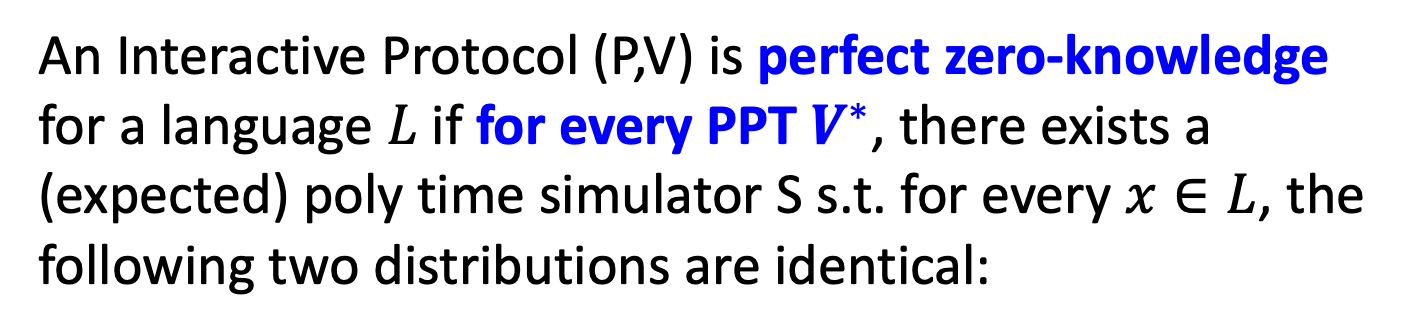 An Interactive Protocol (P,V) is perfect zero-knowledge
for a language L if for every PPT V*, there exists a
(expected) poly time simulator S s.t. for every x ∈ L, the
following two distributions are identical: